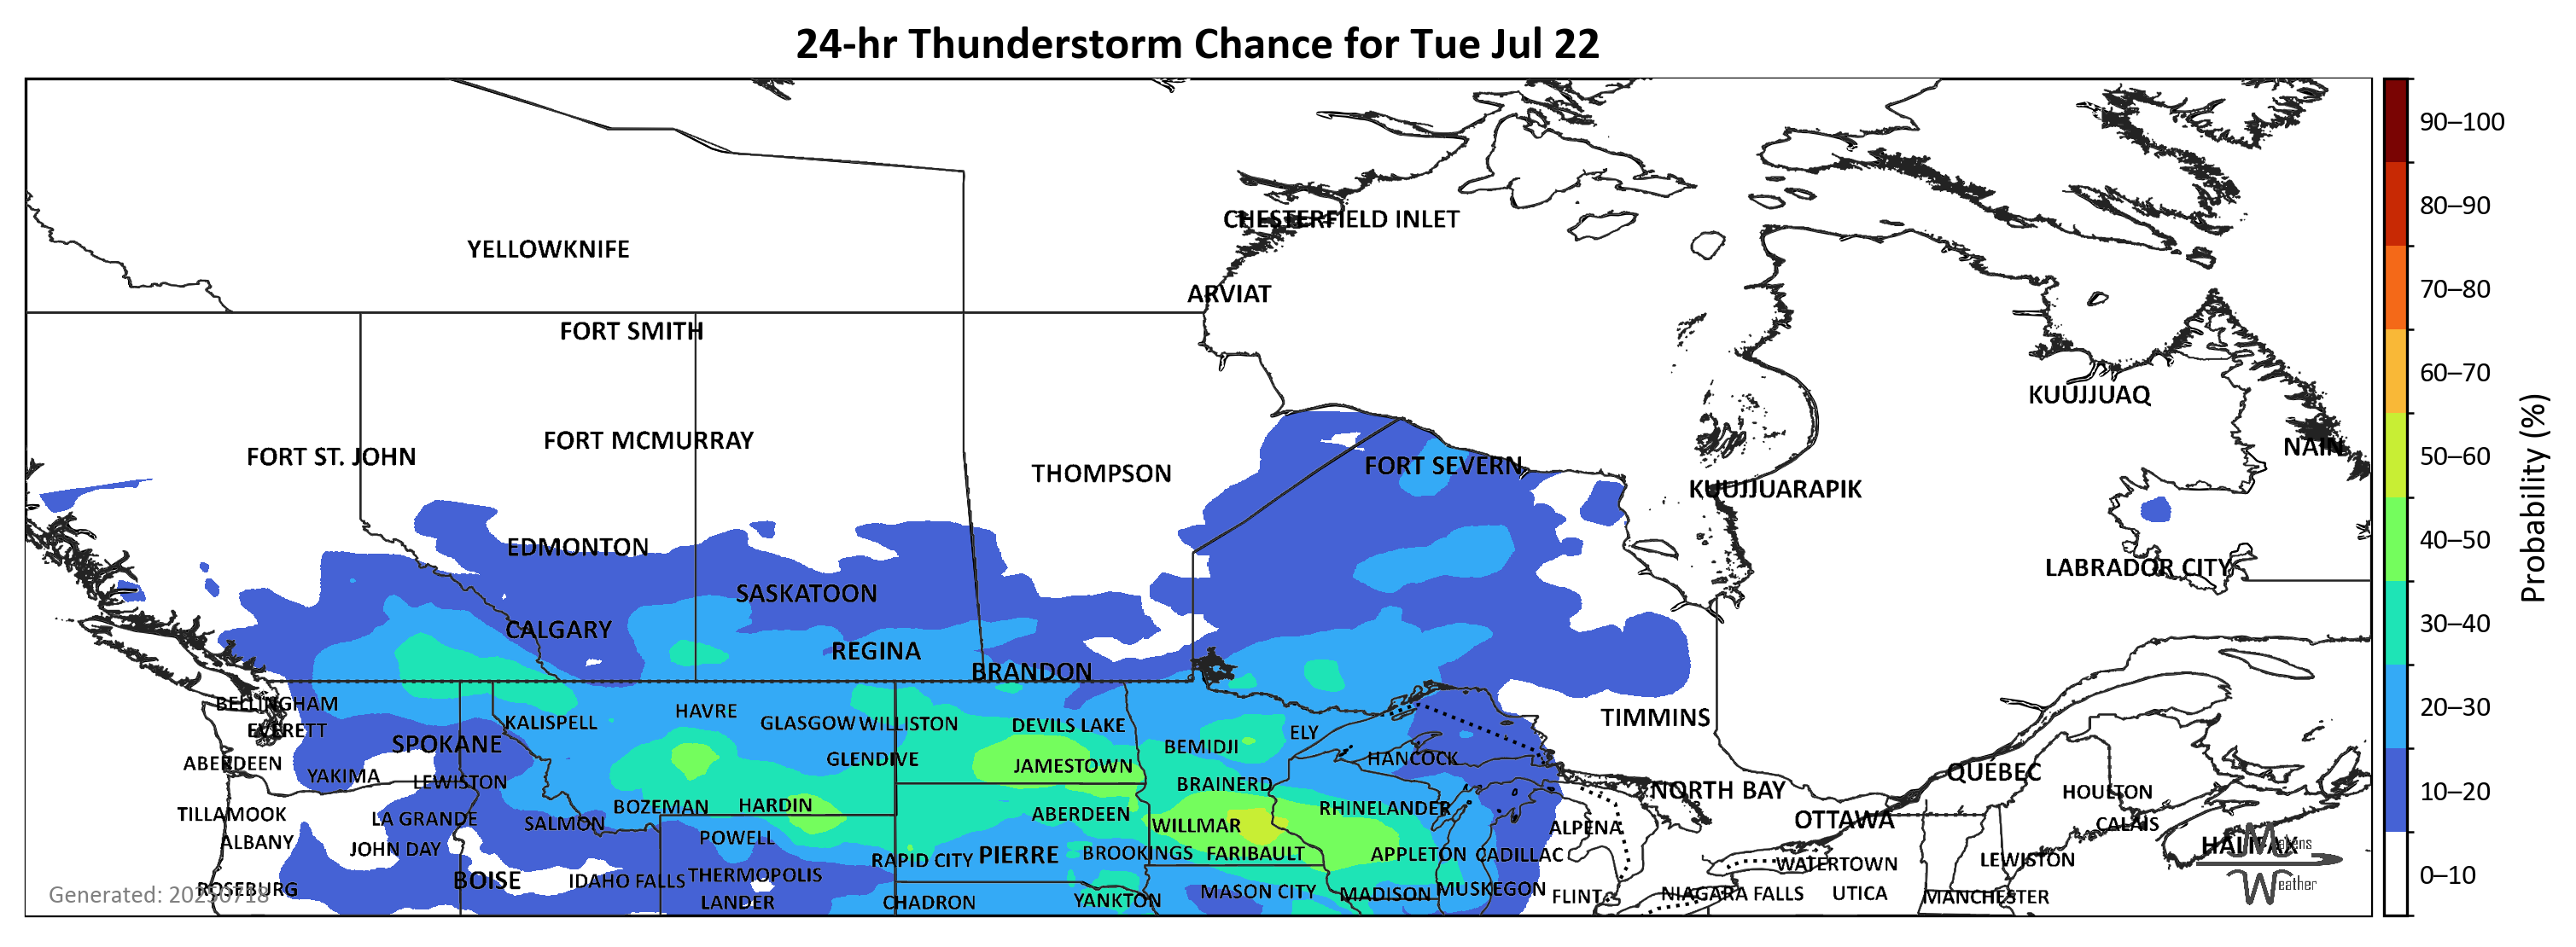 24-hr Thunderstorm Chance for Tue Jul 22
90–100
80–90
70–80
60–70
50–60
40–50
30–40
20–30
10–20
0–10
Probability (%)
CHESTERFIELD INLET
YELLOWKNIFE
ARVIAT
FORT SMITH
KUUJJUAQ
FORT MCMURRAY
NAIN
FORT ST. JOHN
FORT SEVERN
THOMPSON
KUUJJUARAPIK
EDMONTON
LABRADOR CITY
SASKATOON
CALGARY
REGINA
BRANDON
BELLINGHAM
HAVRE
TIMMINS
KALISPELL
GLASGOW
WILLISTON
DEVILS LAKE
EVERETT
ELY
SPOKANE
BEMIDJI
GLENDIVE
HANCOCK
ABERDEEN
JAMESTOWN
QUÉBEC
YAKIMA
LEWISTON
BRAINERD
NORTH BAY
HOULTON
BOZEMAN
HARDIN
RHINELANDER
TILLAMOOK
ABERDEEN
LA GRANDE
OTTAWA
SALMON
WILLMAR
ALPENA
CALAIS
POWELL
ALBANY
HALIFAX
JOHN DAY
RAPID CITY
PIERRE
BROOKINGS
FARIBAULT
APPLETON
CADILLAC
LEWISTON
WATERTOWN
THERMOPOLIS
BOISE
IDAHO FALLS
ROSEBURG
MASON CITY
MADISON
MUSKEGON
NIAGARA FALLS
UTICA
FLINT
MANCHESTER
LANDER
CHADRON
YANKTON
Generated: 20250718
Weather